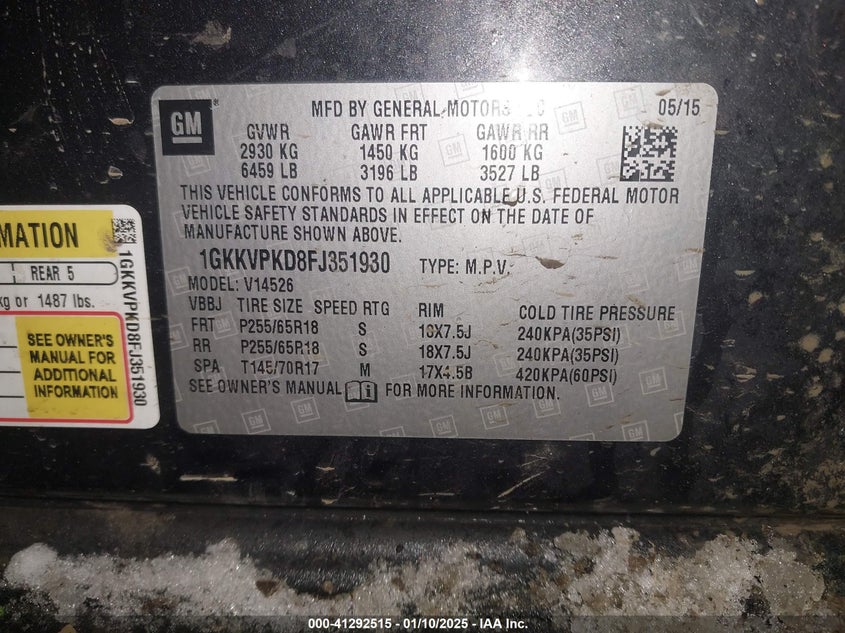 GM
MFD BY GENERAL MOTORS LLC 05/15
GVWR GAWR FRT GAWR RR
2930 KG 1450 KG 1600 KG
6459 LB 3196 LB 3527 LB
THIS VEHICLE CONFORMS TO ALL APPLICABLE U.S. FEDERAL MOTOR
VEHICLE SAFETY STANDARDS IN EFFECT ON THE DATE OF
MANUFACTURE SHOWN ABOVE.
1GKKVPKD8FJ351930 TYPE: M.P.V.
MODEL: V14526
VBBJ TIRE SIZE SPEED RTG RIM COLD TIRE PRESSURE
FRT P255/65R18 S 18X7.5J 240KPA(35PSI)
RR P255/65R18 S 18X7.5J 240KPA(35PSI)
SPA T145/70R17 M 17X4.5B 420KPA(60PSI)
SEE OWNER'S MANUAL FOR MORE INFORMATION.
MATION
REAR 5
kg or 1487 lbs.
SEE OWNER'S
MANUAL FOR
ADDITIONAL
INFORMATION
1GKKVPKD8FJ351930
000-41292515 - 01/10/2025 - IAA Inc.